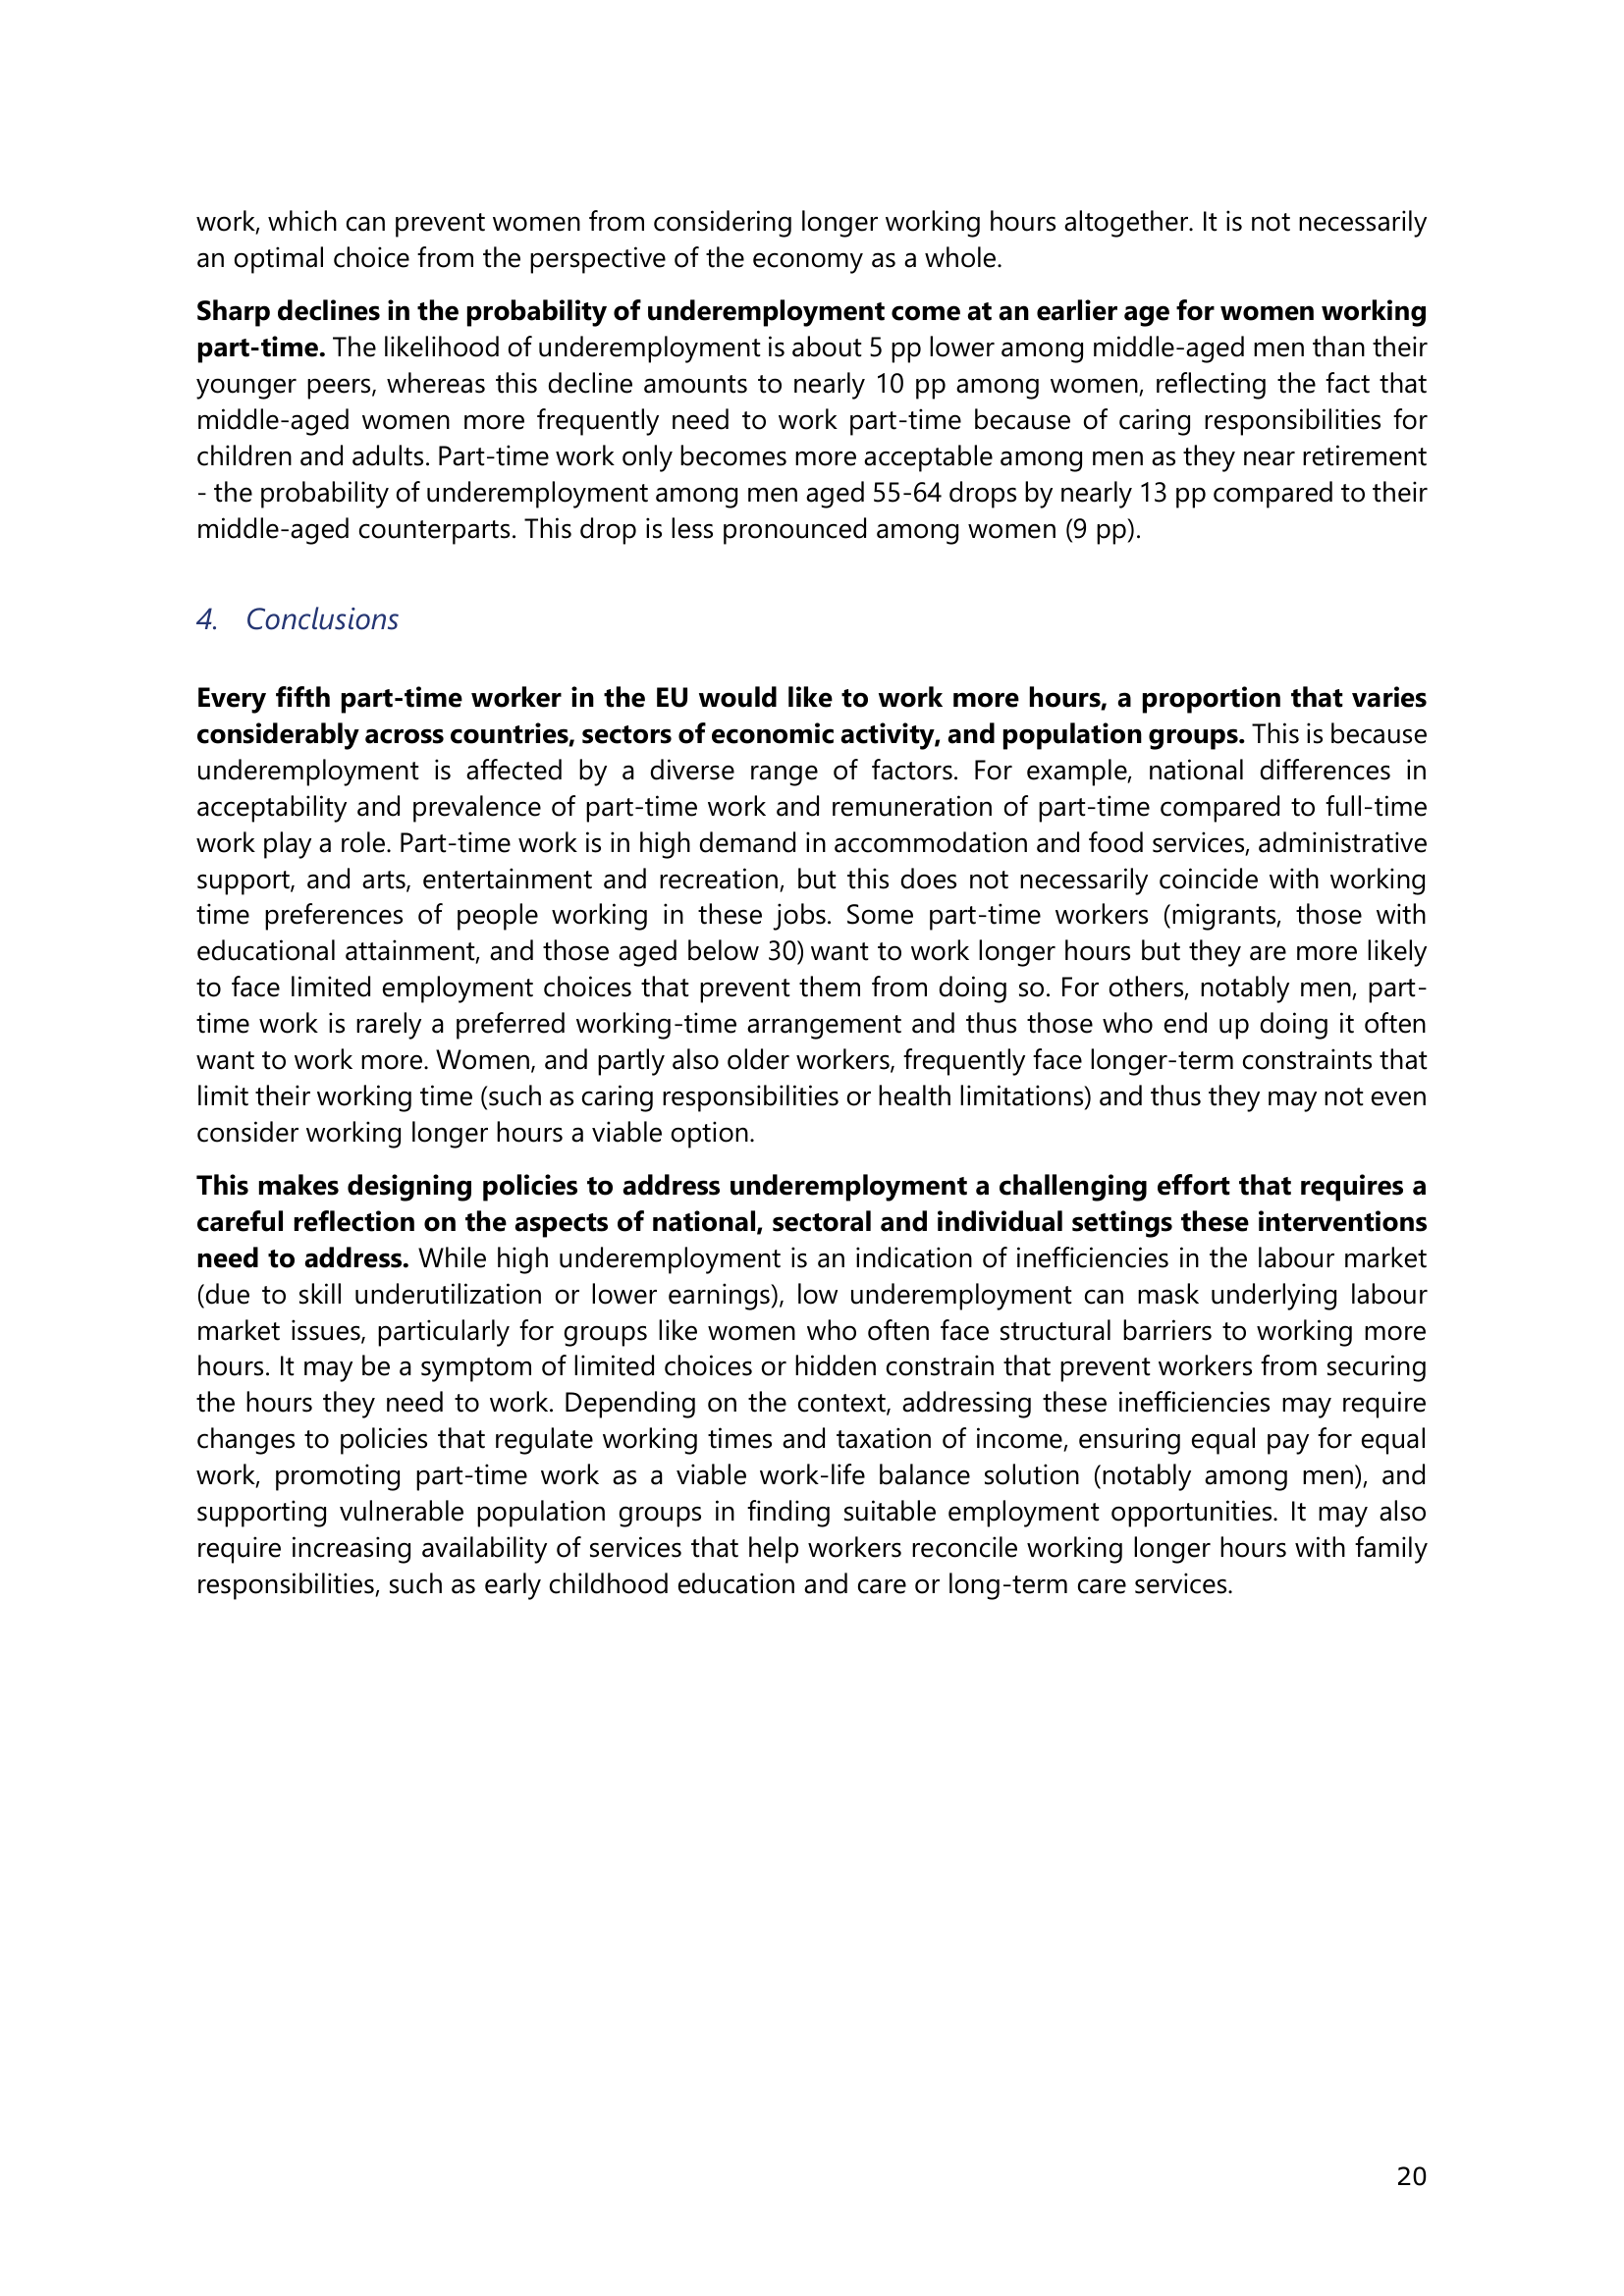 work, which can prevent women from considering longer working hours altogether. It is not necessarily
an optimal choice from the perspective of the economy as a whole.
Sharp declines in the probability of underemployment come at an earlier age for women working
part-time. The likelihood of underemployment is about 5 pp lower among middle-aged men than their
younger peers, whereas this decline amounts to nearly 10 pp among women, reflecting the fact that
middle-aged women more frequently need to work part-time because of caring responsibilities for
children and adults. Part-time work only becomes more acceptable among men as they near retirement
- the probability of underemployment among men aged 55-64 drops by nearly 13 pp compared to their
middle-aged counterparts. This drop is less pronounced among women (9 pp).
4. Conclusions
Every fifth part-time worker in the EU would like to work more hours, a proportion that varies
considerably across countries, sectors of economic activity, and population groups. This is because
underemployment is affected by a diverse range of factors. For example, national differences in
acceptability and prevalence of part-time work and remuneration of part-time compared to full-time
work play a role. Part-time work is in high demand in accommodation and food services, administrative
support, and arts, entertainment and recreation, but this does not necessarily coincide with working
time preferences of people working in these jobs. Some part-time workers (migrants, those with
educational attainment, and those aged below 30) want to work longer hours but they are more likely
to face limited employment choices that prevent them from doing so. For others, notably men, part-
time work is rarely a preferred working-time arrangement and thus those who end up doing it often
want to work more. Women, and partly also older workers, frequently face longer-term constraints that
limit their working time (such as caring responsibilities or health limitations) and thus they may not even
consider working longer hours a viable option.
This makes designing policies to address underemployment a challenging effort that requires a
careful reflection on the aspects of national, sectoral and individual settings these interventions
need to address. While high underemployment is an indication of inefficiencies in the labour market
(due to skill underutilization or lower earnings), low underemployment can mask underlying labour
market issues, particularly for groups like women who often face structural barriers to working more
hours. It may be a symptom of limited choices or hidden constrain that prevent workers from securing
the hours they need to work. Depending on the context, addressing these inefficiencies may require
changes to policies that regulate working times and taxation of income, ensuring equal pay for equal
work, promoting part-time work as a viable work-life balance solution (notably among men), and
supporting vulnerable population groups in finding suitable employment opportunities. It may also
require increasing availability of services that help workers reconcile working longer hours with family
responsibilities, such as early childhood education and care or long-term care services.
20